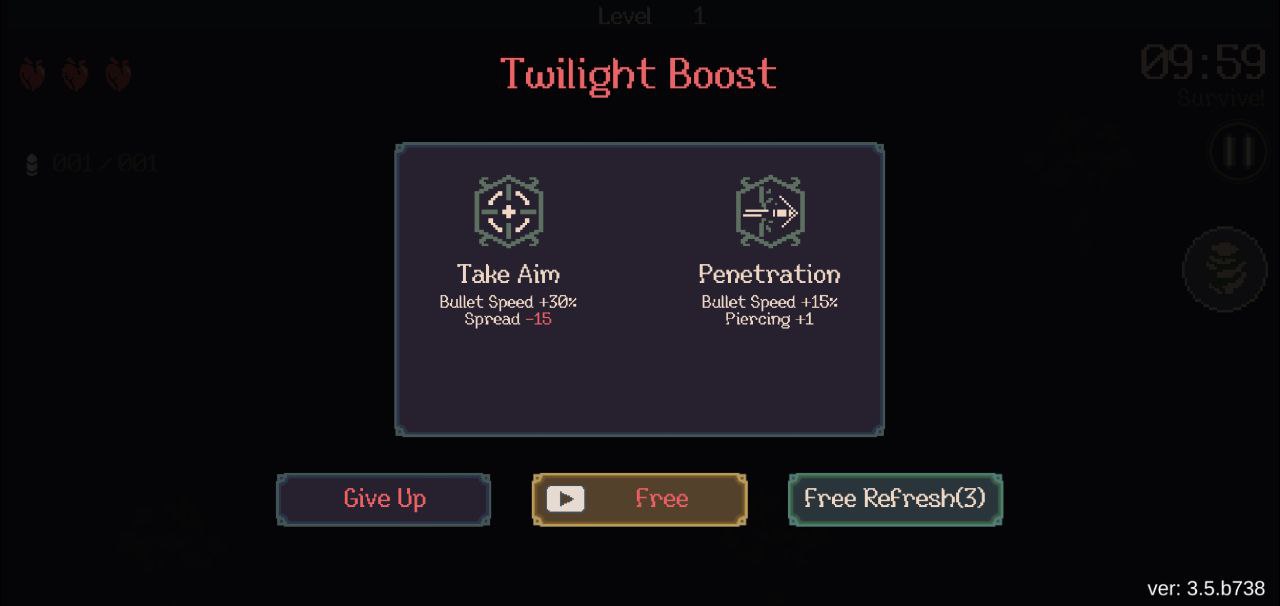 Level 1
Twilight Boost
09:59
Survive!
001/001
Take Aim
Bullet Speed +30%
Spread -15
Penetration
Bullet Speed +15%
Piercing +1
Give Up
Free
Free Refresh(3)
ver: 3.5.b738